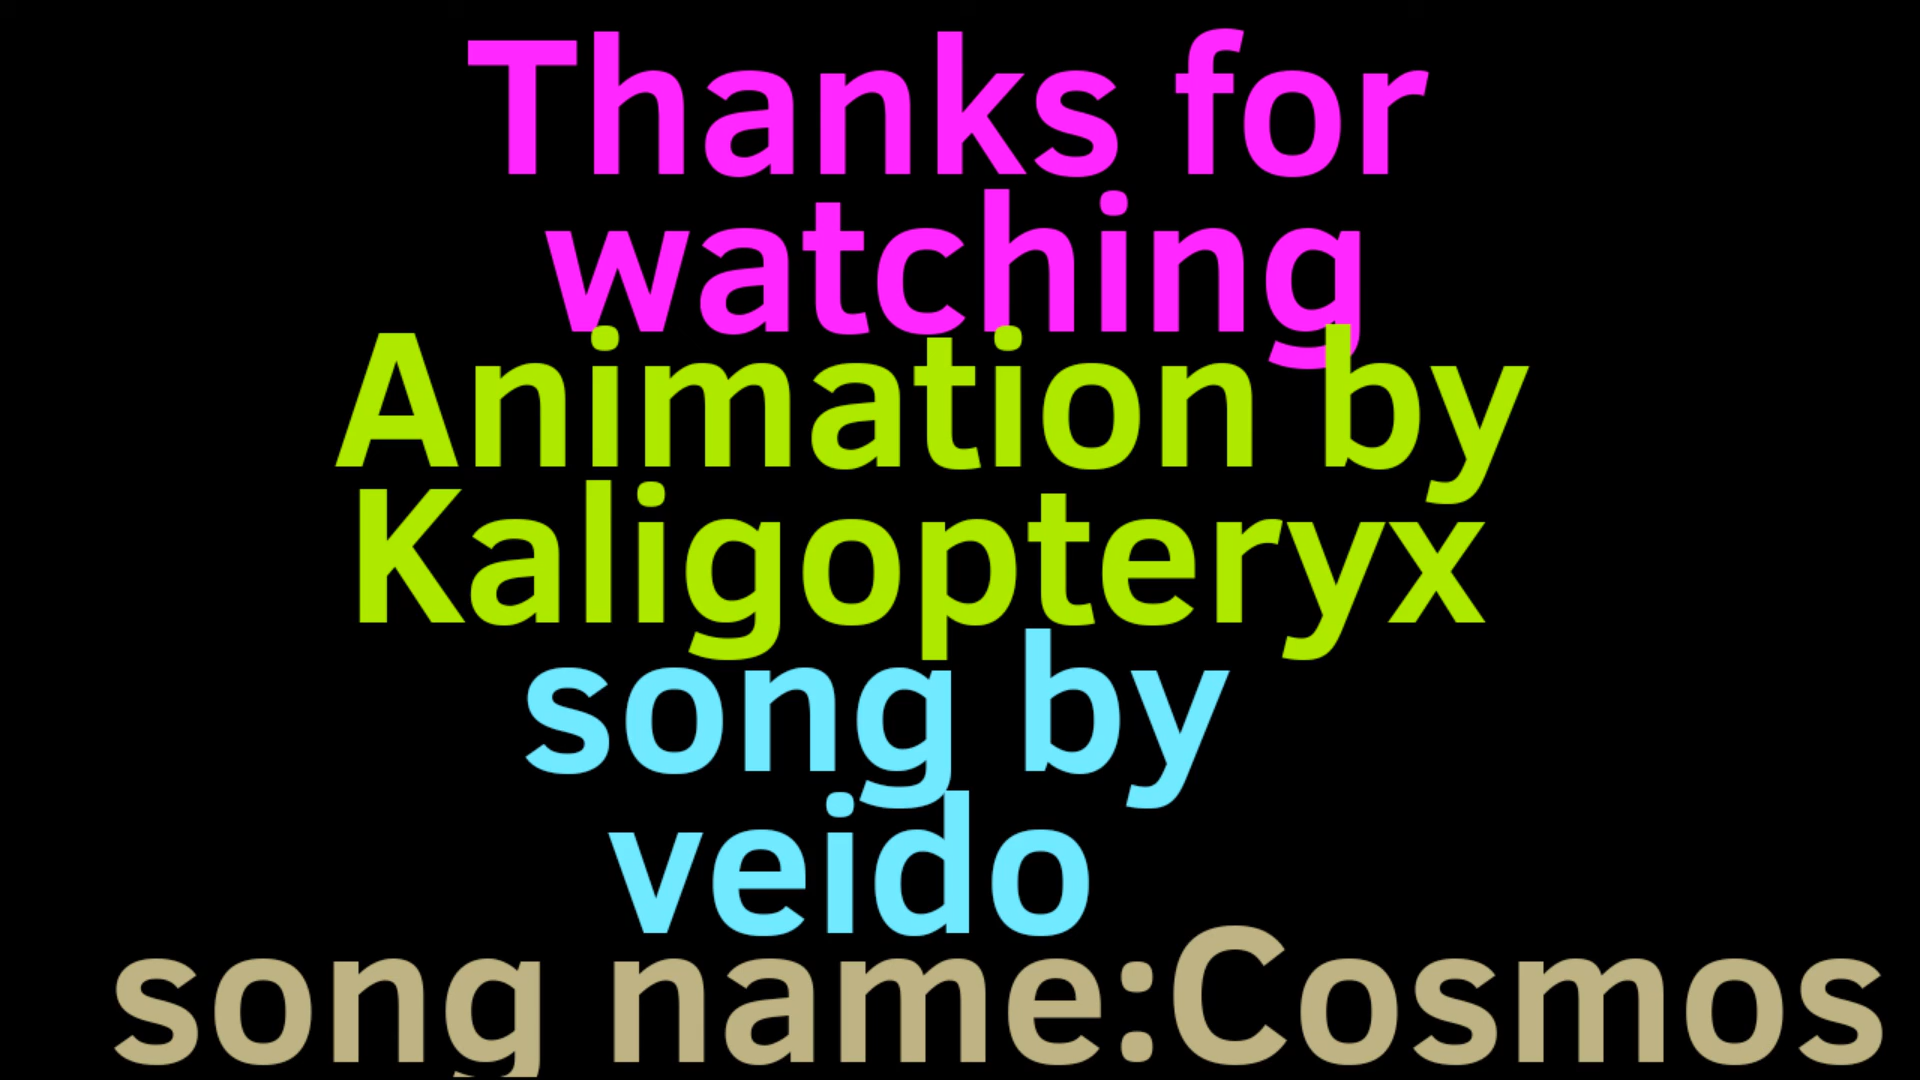 Thanks for
watching
Animation by
Kaligopteryx
song by
veido
song name:Cosmos